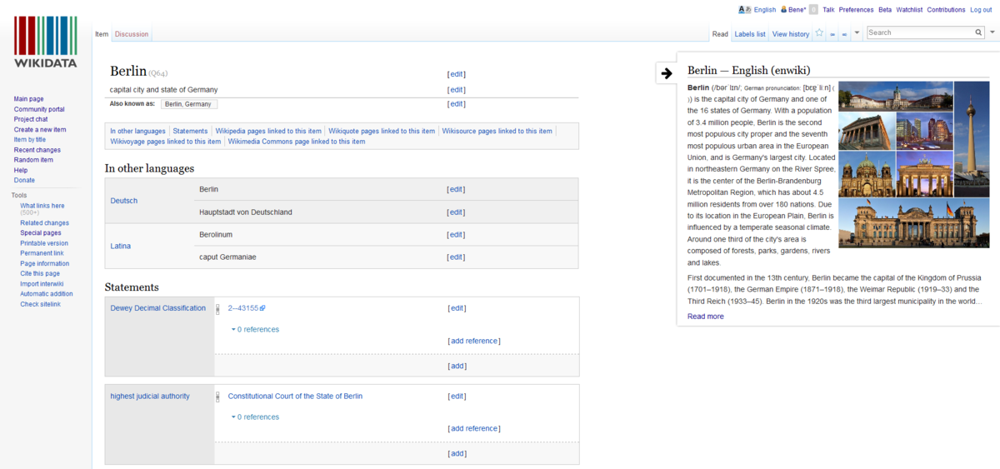 A あ English Bene* 0 Talk Preferences Beta Watchlist Contributions Log out
WIKIDATA
Item Discussion
Read Labels list View history Search
Main page
Community portal
Project chat
Create a new item
Item by title
Recent changes
Random item
Help
Donate
Tools
What links here
(500+)
Related changes
Special pages
Printable version
Permanent link
Page information
Cite this page
Import interwiki
Automatic addition
Check sitelink
Berlin (Q64) [edit]
capital city and state of Germany [edit]
Also known as: Berlin, Germany [edit]
In other languages Statements Wikipedia pages linked to this item Wikiquote pages linked to this item Wikisource pages linked to this item
Wikivoyage pages linked to this item Wikimedia Commons page linked to this item
In other languages
Deutsch
Berlin [edit]
Hauptstadt von Deutschland [edit]
Latina
Berolinum [edit]
caput Germaniae [edit]
Statements
Dewey Decimal Classification 2--43155 [edit]
0 references
[add reference]
[add]
highest judicial authority Constitutional Court of the State of Berlin [edit]
0 references
[add reference]
[add]
Berlin — English (enwiki)
Berlin (/bərˈlɪn/; German pronunciation: [bɛɐ̯ˈliːn] (
)) is the capital city of Germany and one of
the 16 states of Germany. With a population
of 3.4 million people, Berlin is the second
most populous city proper and the seventh
most populous urban area in the European
Union, and is Germany's largest city. Located
in northeastern Germany on the River Spree,
it is the center of the Berlin-Brandenburg
Metropolitan Region, which has about 4.5
million residents from over 180 nations. Due
to its location in the European Plain, Berlin is
influenced by a temperate seasonal climate.
Around one third of the city's area is
composed of forests, parks, gardens, rivers
and lakes.
First documented in the 13th century, Berlin became the capital of the Kingdom of Prussia
(1701–1918), the German Empire (1871–1918), the Weimar Republic (1919–33) and the
Third Reich (1933–45). Berlin in the 1920s was the third largest municipality in the world…
Read more